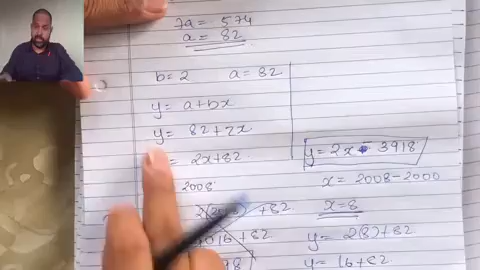 7a = 574
a = 82
b = 2 a = 82
y = a + bx
y = 82 + 2x
= 2x + 82
2008
+ 82
+ 82
y = 2x - 3918
x = 2008 - 2000
x = 8
y = 2(8) + 82
y = 16 + 82